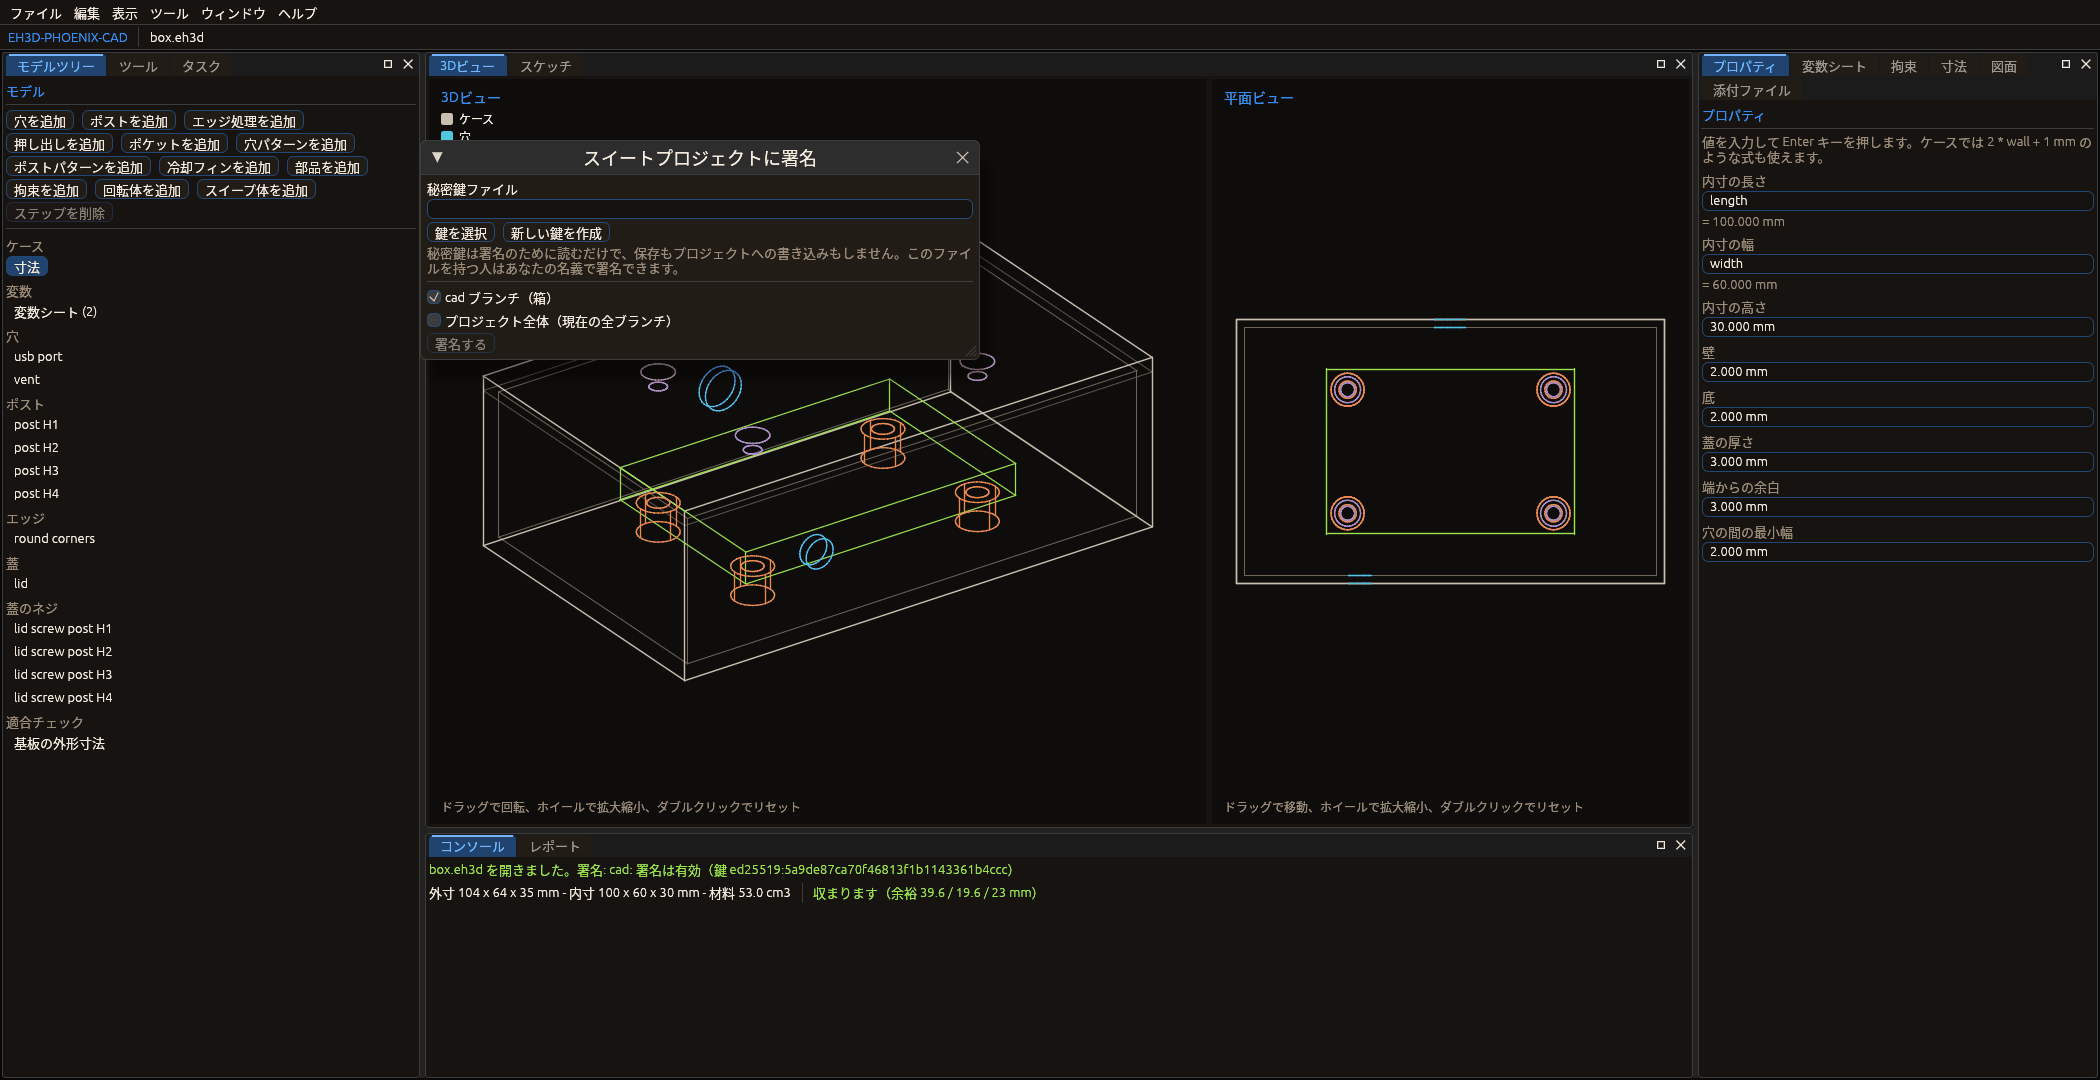 ファイル 編集 表示 ツール ウィンドウ ヘルプ
EH3D-PHOENIX-CAD box.eh3d
モデルツリー ツール タスク
モデル
穴を追加 ポストを追加 エッジ処理を追加
押し出しを追加 ポケットを追加 穴パターンを追加
ポストパターンを追加 冷却フィンを追加 部品を追加
拘束を追加 回転体を追加 スイープ体を追加
ステップを削除
ケース
寸法
変数
変数シート (2)
穴
usb port
vent
ポスト
post H1
post H2
post H3
post H4
エッジ
round corners
蓋
lid
蓋のネジ
lid screw post H1
lid screw post H2
lid screw post H3
lid screw post H4
適合チェック
基板の外形寸法
3Dビュー スケッチ
3Dビュー
ケース
穴
スイートプロジェクトに署名
秘密鍵ファイル
鍵を選択 新しい鍵を作成
秘密鍵は署名のために読むだけで、保存もプロジェクトへの書き込みもしません。このファイ
ルを持つ人はあなたの名義で署名できます。
cad ブランチ（箱）
プロジェクト全体（現在の全ブランチ）
署名する
ドラッグで回転、ホイールで拡大縮小、ダブルクリックでリセット
平面ビュー
ドラッグで移動、ホイールで拡大縮小、ダブルクリックでリセット
コンソール レポート
box.eh3d を開きました。署名: cad: 署名は有効（鍵 ed25519:5a9de87ca70f46813f1b1143361b4ccc）
外寸 104 x 64 x 35 mm - 内寸 100 x 60 x 30 mm - 材料 53.0 cm3 収まります（余裕 39.6 / 19.6 / 23 mm）
プロパティ 変数シート 拘束 寸法 図面
添付ファイル
プロパティ
値を入力して Enter キーを押します。ケースでは 2 * wall + 1 mm の
ような式も使えます。
内寸の長さ
length
= 100.000 mm
内寸の幅
width
= 60.000 mm
内寸の高さ
30.000 mm
壁
2.000 mm
底
2.000 mm
蓋の厚さ
3.000 mm
端からの余白
3.000 mm
穴の間の最小幅
2.000 mm